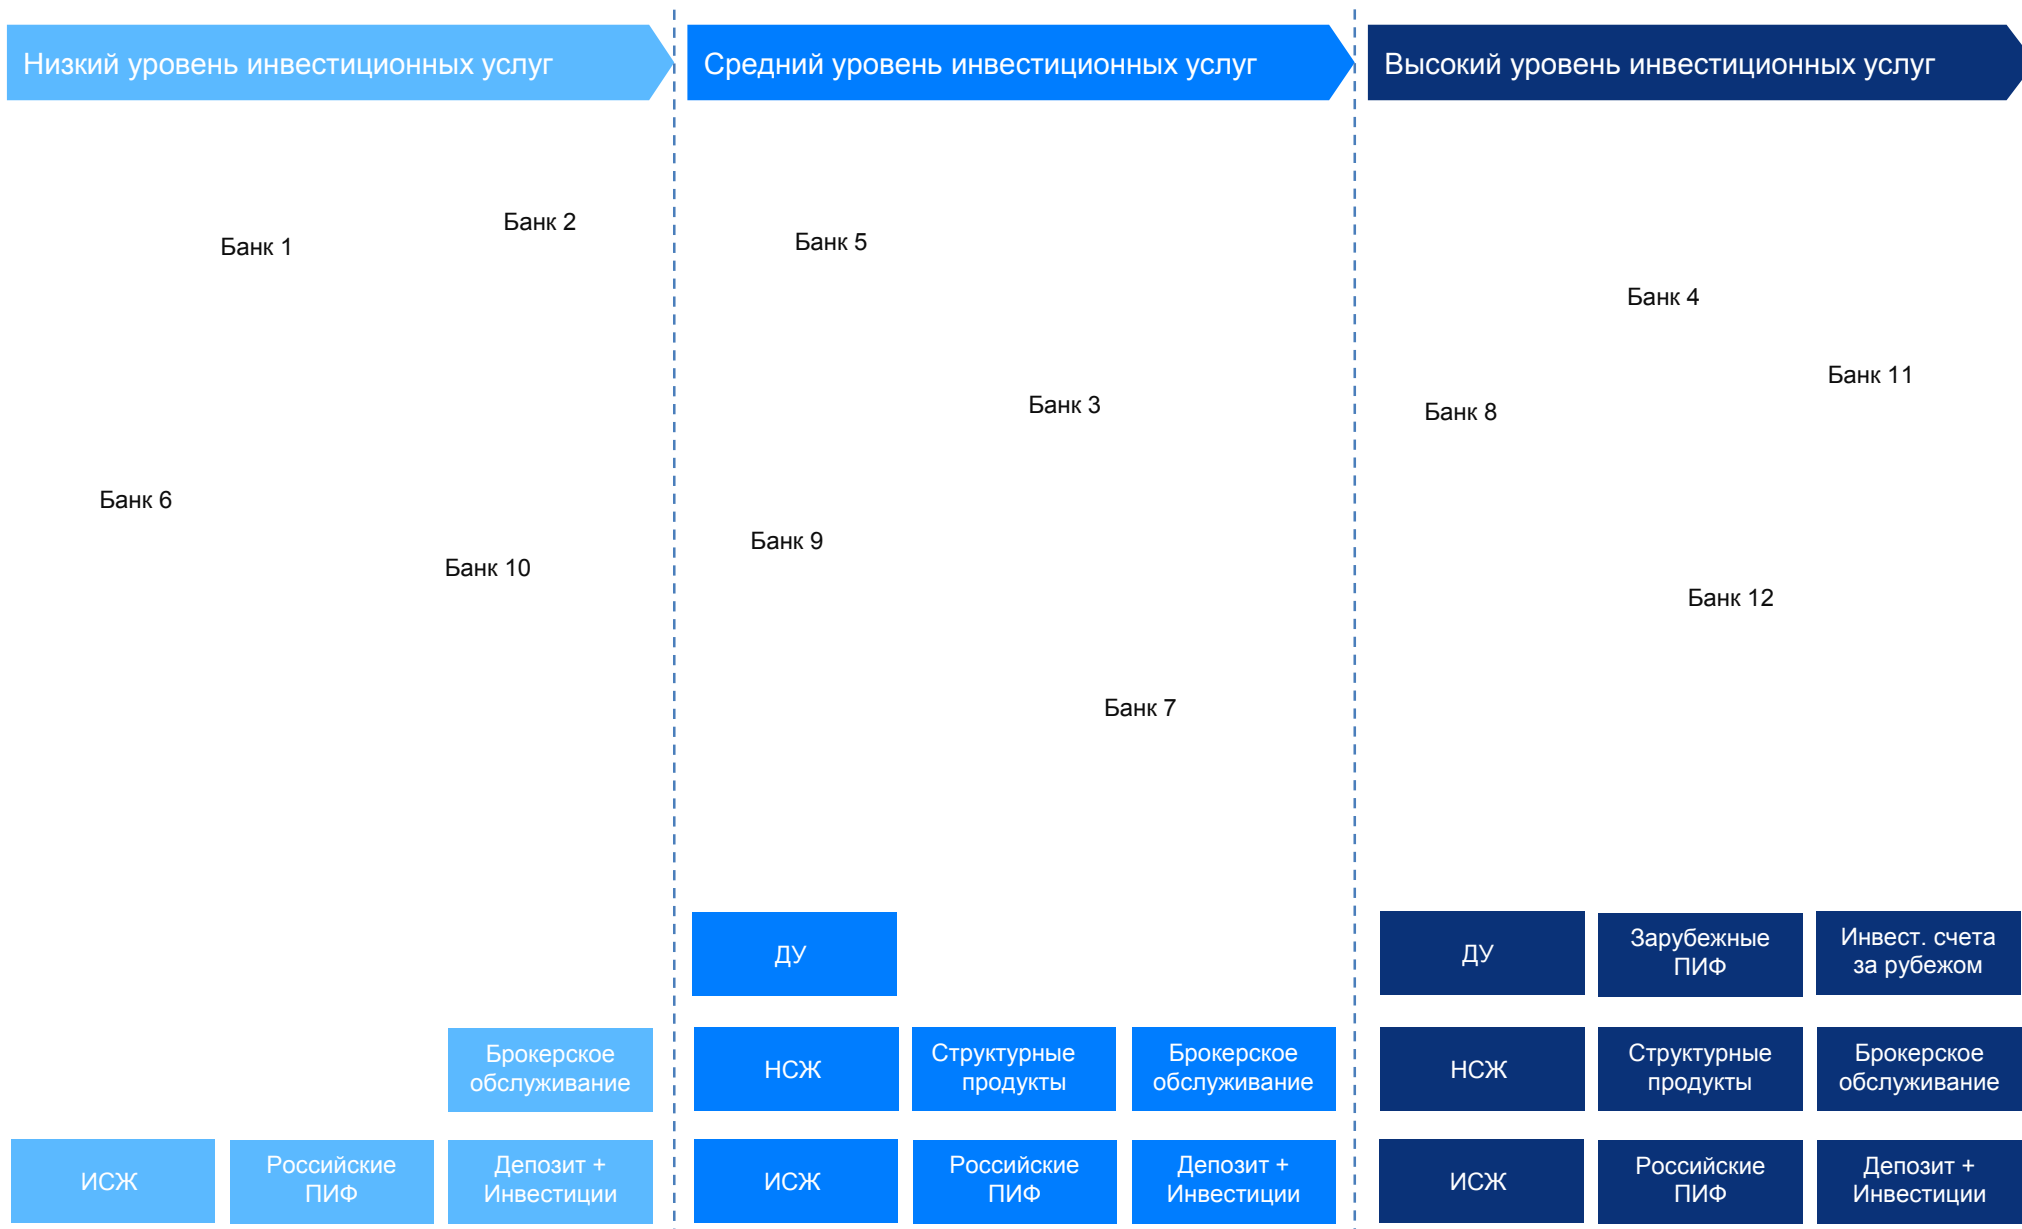 Низкий уровень инвестиционных услуг
Средний уровень инвестиционных услуг
Высокий уровень инвестиционных услуг
Банк 1
Банк 2
Банк 6
Банк 10
Банк 5
Банк 3
Банк 9
Банк 7
Банк 4
Банк 11
Банк 8
Банк 12
Брокерское
обслуживание
ИСЖ
Российские
ПИФ
Депозит +
Инвестиции
ДУ
НСЖ
Структурные
продукты
Брокерское
обслуживание
ИСЖ
Российские
ПИФ
Депозит +
Инвестиции
ДУ
Зарубежные
ПИФ
Инвест. счета
за рубежом
НСЖ
Структурные
продукты
Брокерское
обслуживание
ИСЖ
Российские
ПИФ
Депозит +
Инвестиции